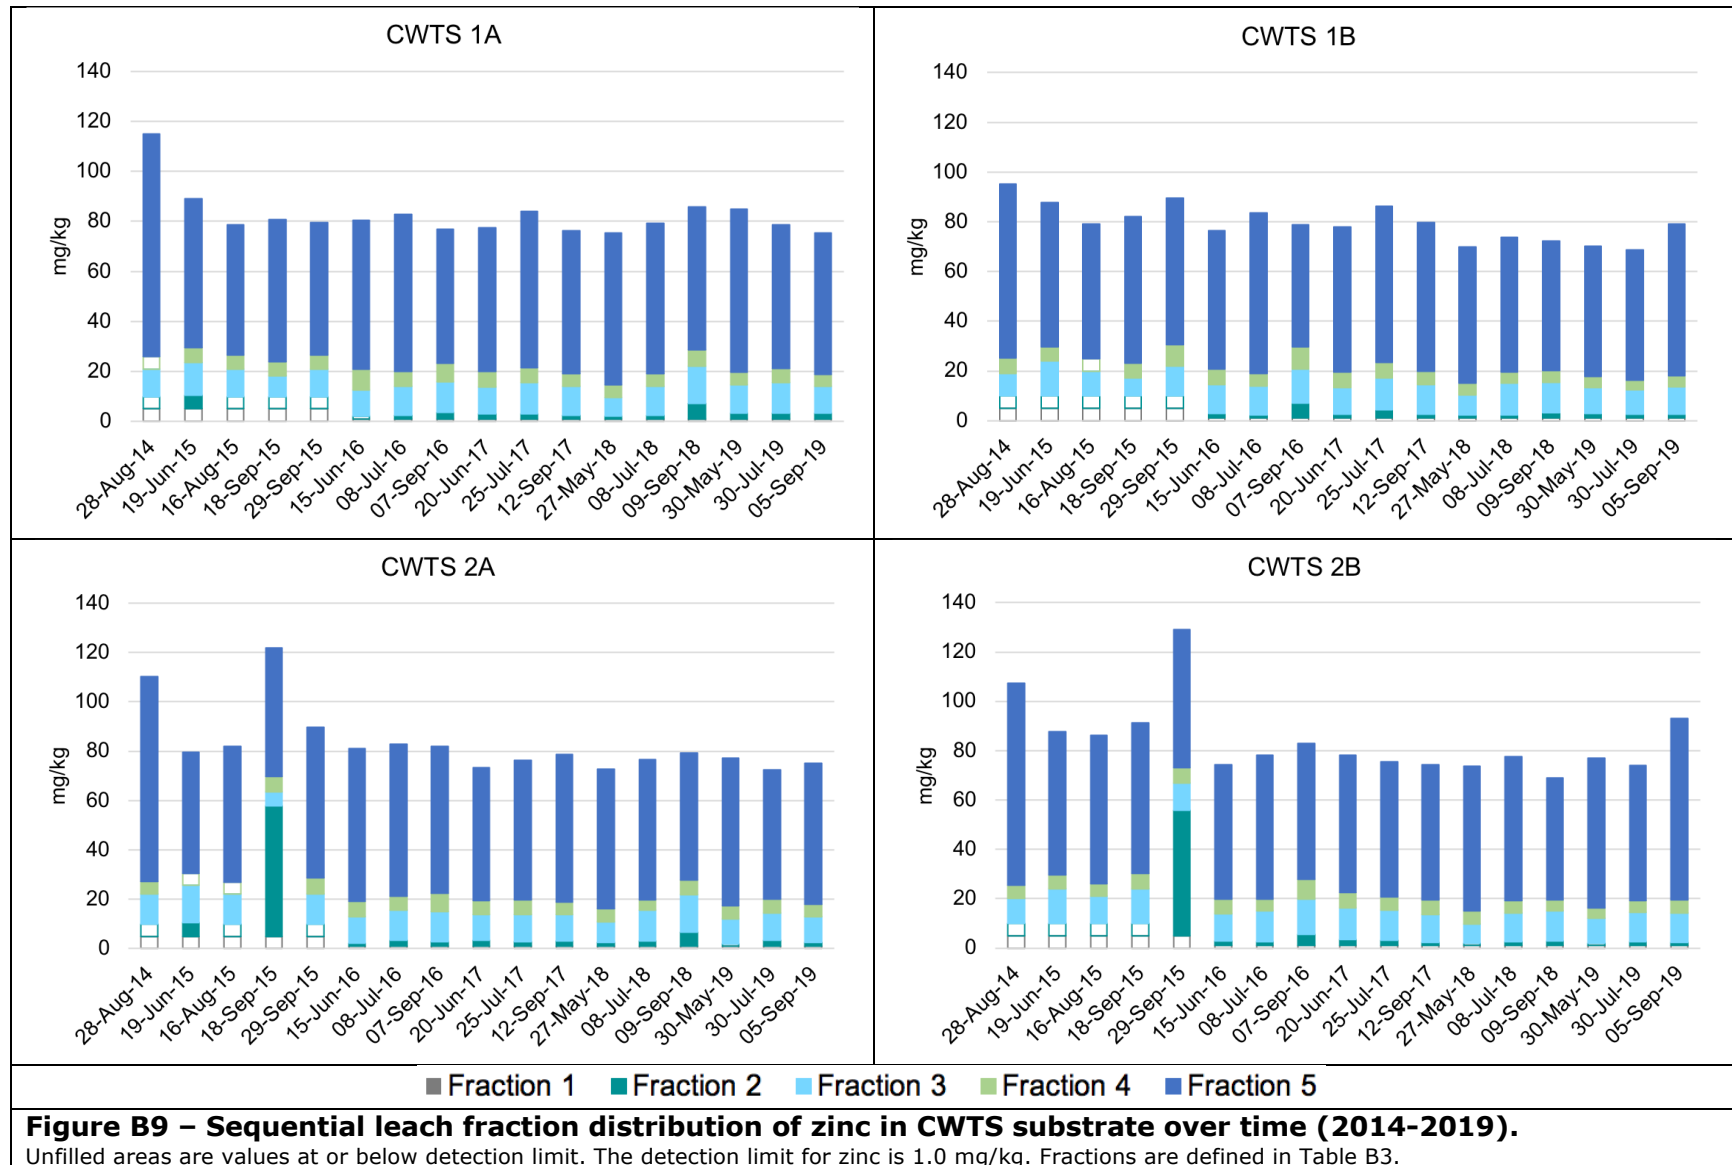 CWTS 1A
140
120
100
80
60
40
20
0
mg/kg
28-Aug-14
19-Jun-15
16-Aug-15
18-Sep-15
29-Sep-15
15-Jun-16
08-Jul-16
07-Sep-16
20-Jun-17
25-Jul-17
12-Sep-17
27-May-18
08-Jul-18
09-Sep-18
30-May-19
30-Jul-19
05-Sep-19
CWTS 1B
140
120
100
80
60
40
20
0
mg/kg
28-Aug-14
19-Jun-15
16-Aug-15
18-Sep-15
29-Sep-15
15-Jun-16
08-Jul-16
07-Sep-16
20-Jun-17
25-Jul-17
12-Sep-17
27-May-18
08-Jul-18
09-Sep-18
30-May-19
30-Jul-19
05-Sep-19
CWTS 2A
140
120
100
80
60
40
20
0
mg/kg
28-Aug-14
19-Jun-15
16-Aug-15
18-Sep-15
29-Sep-15
15-Jun-16
08-Jul-16
07-Sep-16
20-Jun-17
25-Jul-17
12-Sep-17
27-May-18
08-Jul-18
09-Sep-18
30-May-19
30-Jul-19
05-Sep-19
CWTS 2B
140
120
100
80
60
40
20
0
mg/kg
28-Aug-14
19-Jun-15
16-Aug-15
18-Sep-15
29-Sep-15
15-Jun-16
08-Jul-16
07-Sep-16
20-Jun-17
25-Jul-17
12-Sep-17
27-May-18
08-Jul-18
09-Sep-18
30-May-19
30-Jul-19
05-Sep-19
Fraction 1 Fraction 2 Fraction 3 Fraction 4 Fraction 5
Figure B9 – Sequential leach fraction distribution of zinc in CWTS substrate over time (2014-2019).
Unfilled areas are values at or below detection limit. The detection limit for zinc is 1.0 mg/kg. Fractions are defined in Table B3.